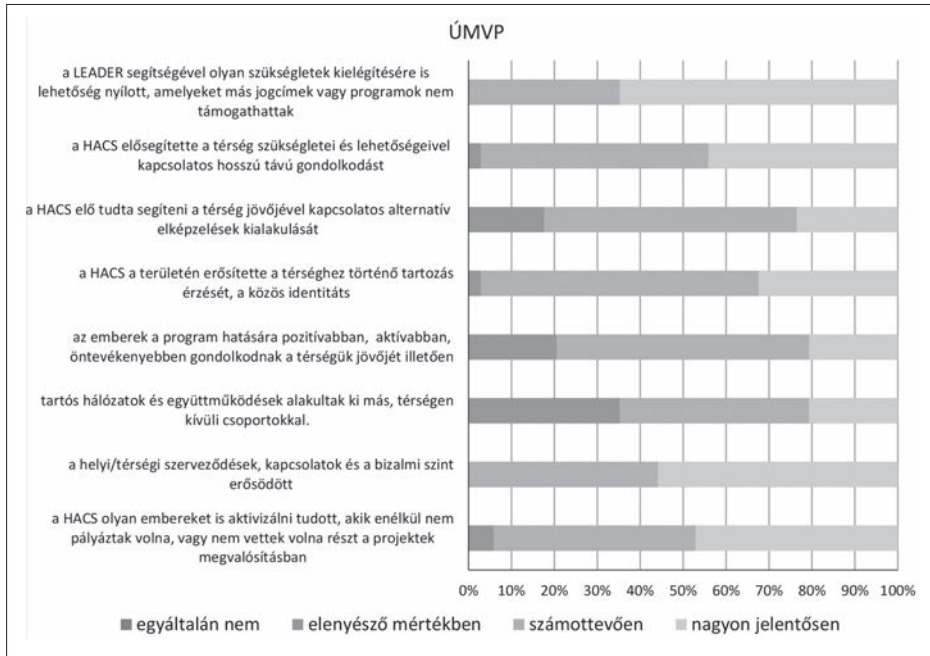 ÚMVP
a LEADER segítségével olyan szükségletek kielégítésére is
lehetőség nyílott, amelyeket más jogcímek vagy programok nem
támogathattak
a HACS elősegítette a térség szükségletei és lehetőségeivel
kapcsolatos hosszú távú gondolkodást
a HACS elő tudta segíteni a térség jövőjével kapcsolatos alternatív
elképzelések kialakulását
a HACS a területén erősítette a térséghez történő tartozás
érzését, a közös identitáts
az emberek a program hatására pozitívabban, aktívabban,
öntevékenyebben gondolkodnak a térségük jövőjét illetően
tartós hálózatok és együttműködések alakultak ki más, térségen
kívüli csoportokkal.
a helyi/térségi szerveződések, kapcsolatok és a bizalmi szint
erősödött
a HACS olyan embereket is aktivizálni tudott, akik enélkül nem
pályáztak volna, vagy nem vettek volna részt a projektek
megvalósításban
0% 10% 20% 30% 40% 50% 60% 70% 80% 90% 100%
egyáltalán nem elenyésző mértékben számottevően nagyon jelentősen